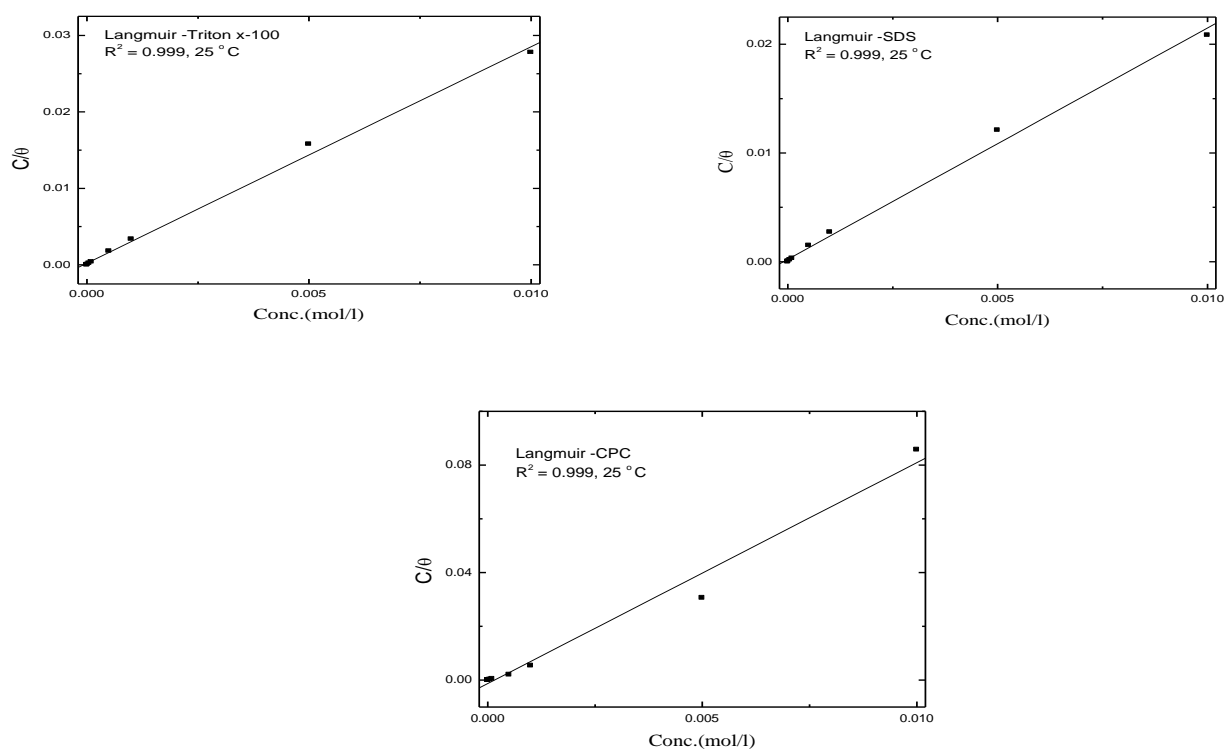 Langmuir -Triton x-100
R² = 0.999, 25 °C
0.03
0.02
0.01
0.00
C/θ
0.000 0.005 0.010
Conc.(mol/l)
Langmuir -SDS
R² = 0.999, 25 °C
0.02
0.01
0.00
C/θ
0.000 0.005 0.010
Conc.(mol/l)
Langmuir -CPC
R² = 0.999, 25 °C
0.08
0.04
0.00
C/θ
0.000 0.005 0.010
Conc.(mol/l)